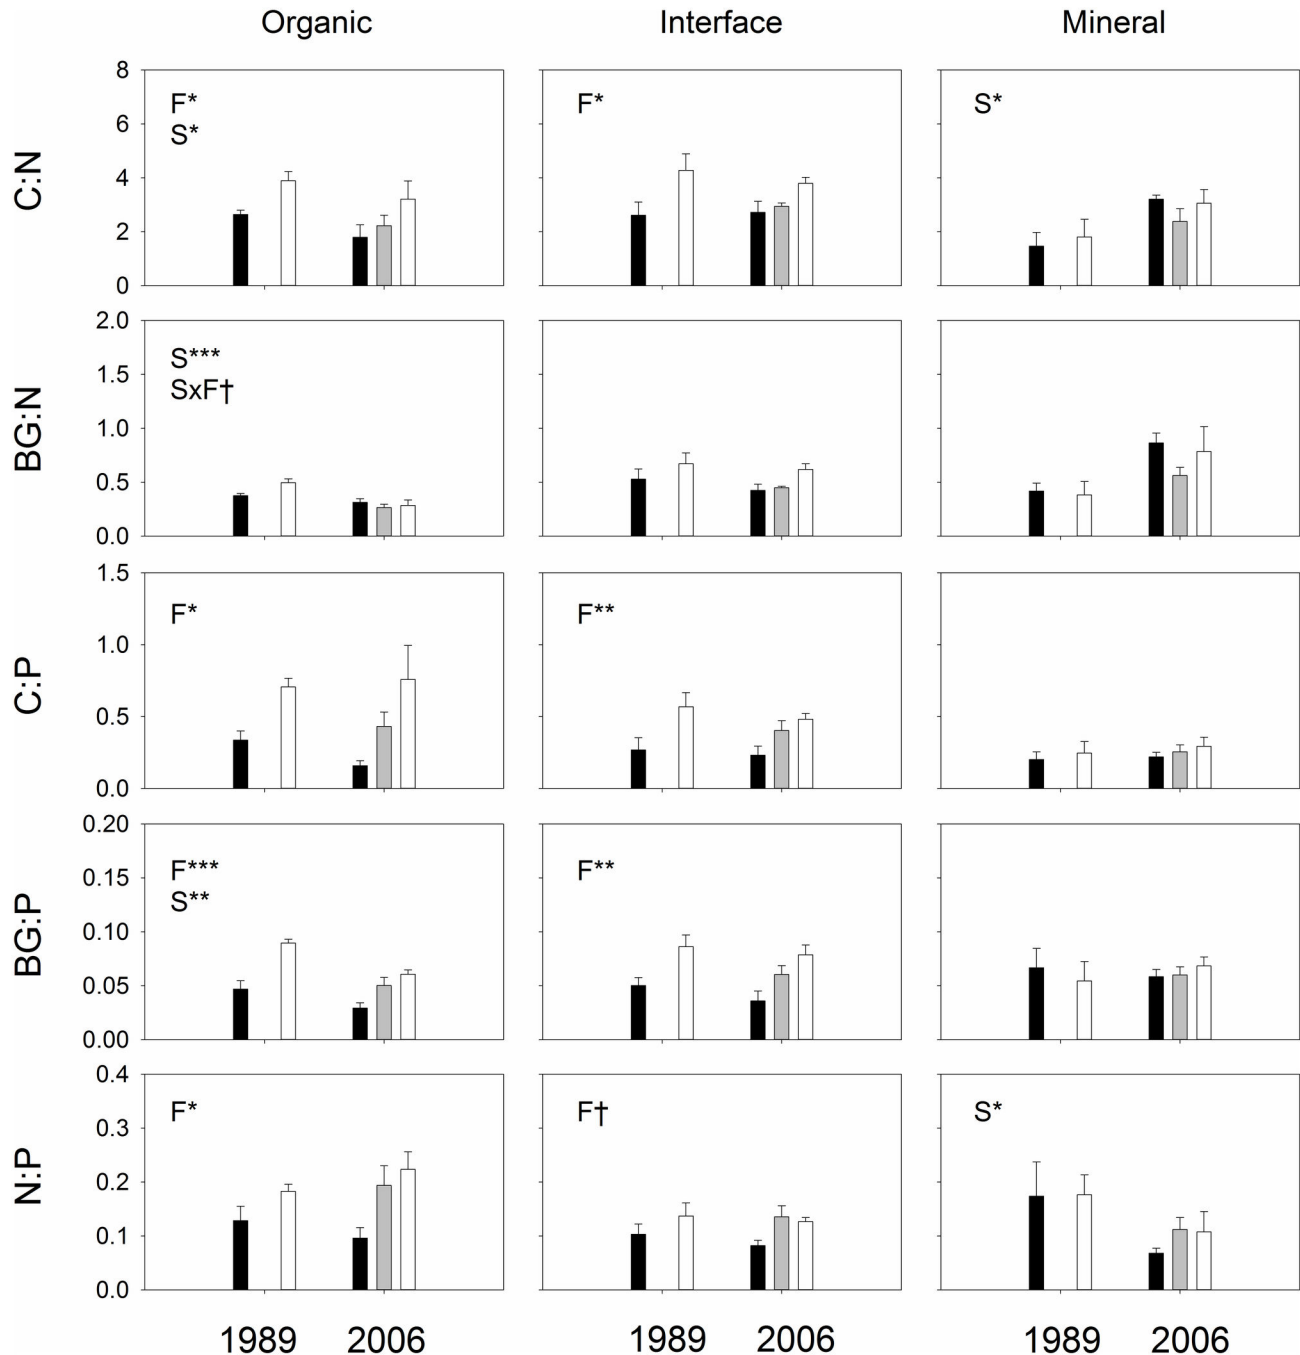 Organic Interface Mineral
C:N
8
6
4
2
0
F*
S*
F*
S*
BG:N
2.0
1.5
1.0
0.5
0.0
S***
SxF†
C:P
1.5
1.0
0.5
0.0
F*
F**
BG:P
0.20
0.15
0.10
0.05
0.00
F***
S**
F**
N:P
0.4
0.3
0.2
0.1
0.0
F*
F†
S*
1989 2006 1989 2006 1989 2006